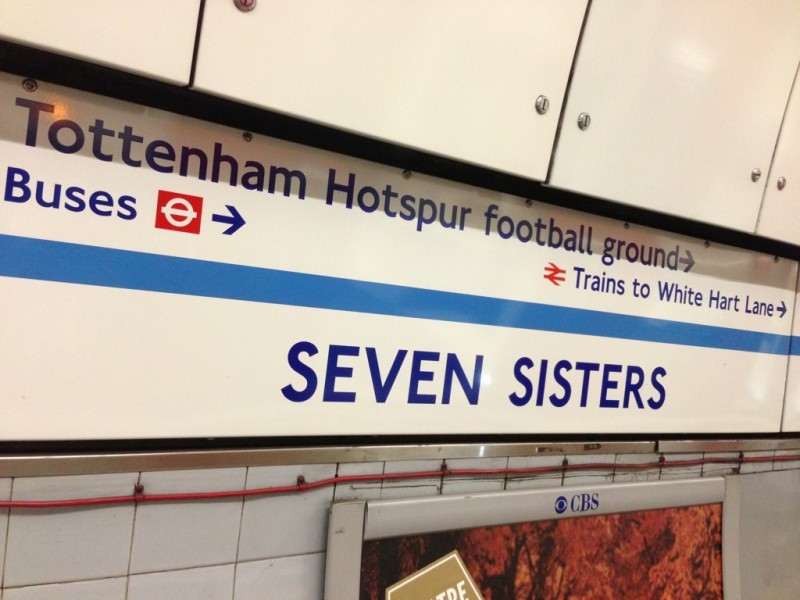 Tottenham Hotspur football ground →
Buses →
Trains to White Hart Lane →
SEVEN SISTERS
CBS